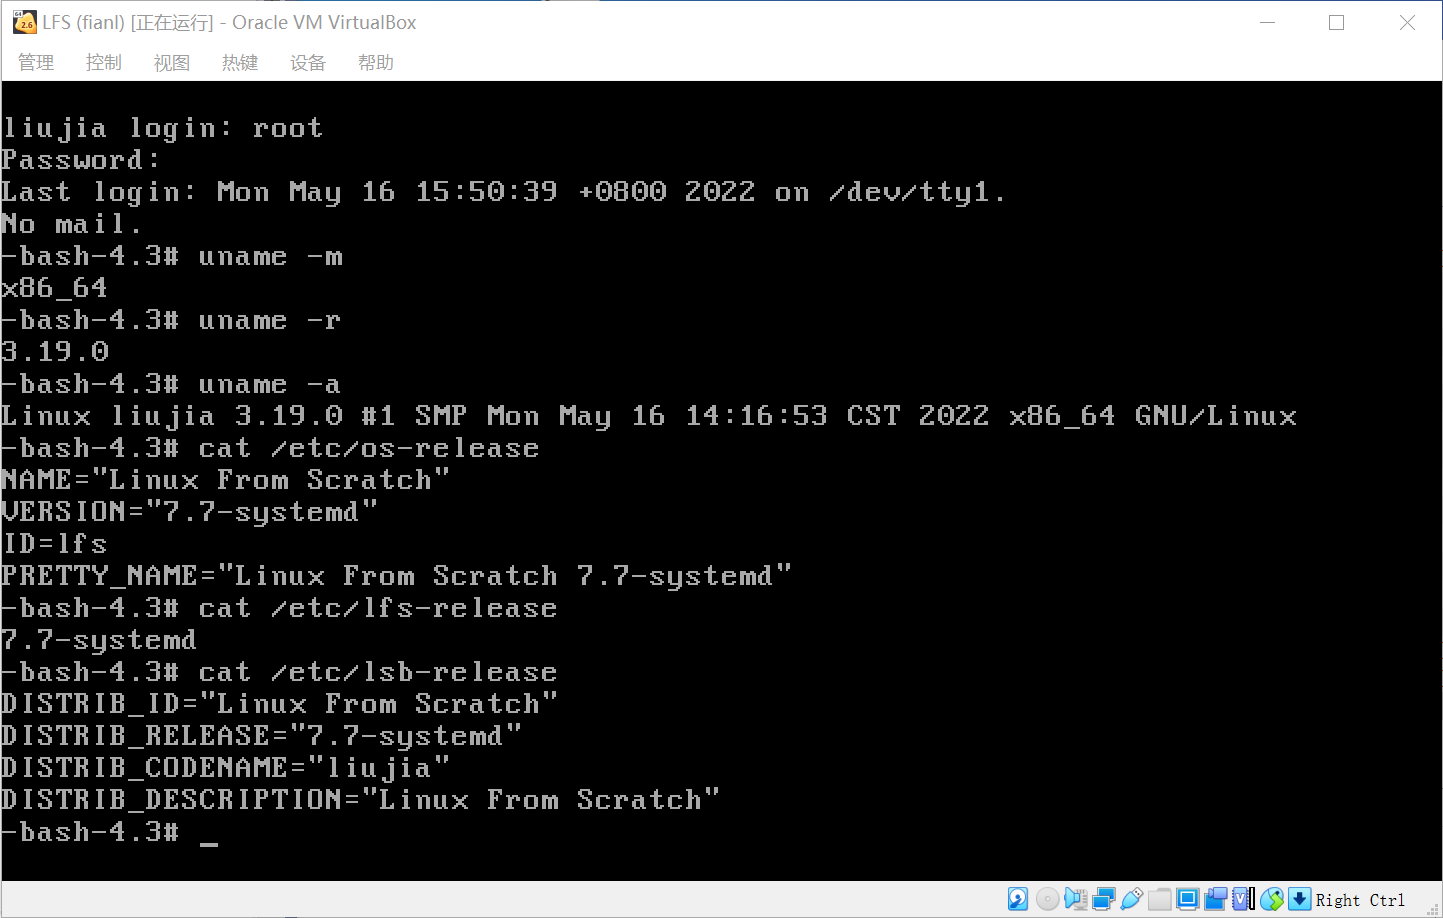 LFS (fianl) [正在运行] - Oracle VM VirtualBox
管理 控制 视图 热键 设备 帮助
liujia login: root
Password:
Last login: Mon May 16 15:50:39 +0800 2022 on /dev/tty1.
No mail.
-bash-4.3# uname -m
x86_64
-bash-4.3# uname -r
3.19.0
-bash-4.3# uname -a
Linux liujia 3.19.0 #1 SMP Mon May 16 14:16:53 CST 2022 x86_64 GNU/Linux
-bash-4.3# cat /etc/os-release
NAME="Linux From Scratch"
VERSION="7.7-systemd"
ID=lfs
PRETTY_NAME="Linux From Scratch 7.7-systemd"
-bash-4.3# cat /etc/lfs-release
7.7-systemd
-bash-4.3# cat /etc/lsb-release
DISTRIB_ID="Linux From Scratch"
DISTRIB_RELEASE="7.7-systemd"
DISTRIB_CODENAME="liujia"
DISTRIB_DESCRIPTION="Linux From Scratch"
-bash-4.3# _
Right Ctrl